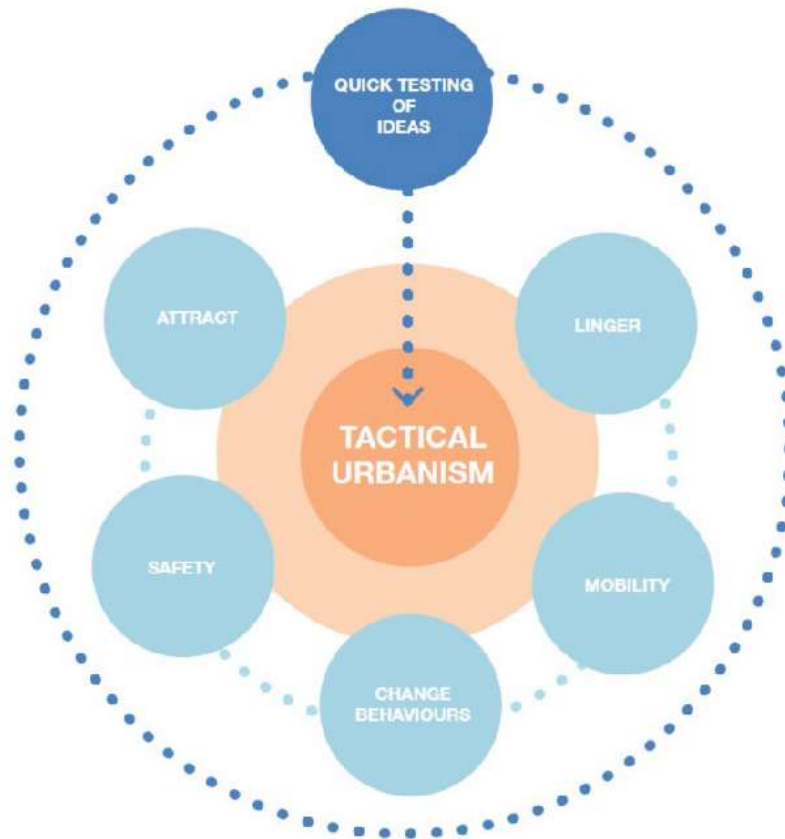 QUICK TESTING
OF
IDEAS
ATTRACT
LINGER
TACTICAL
URBANISM
SAFETY
MOBILITY
CHANGE
BEHAVIOURS